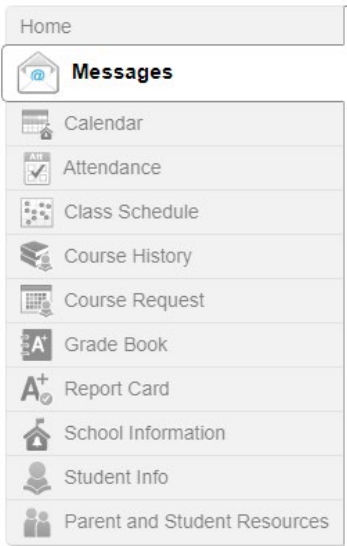 Home
Messages
Calendar
Attendance
Class Schedule
Course History
Course Request
Grade Book
Report Card
School Information
Student Info
Parent and Student Resources